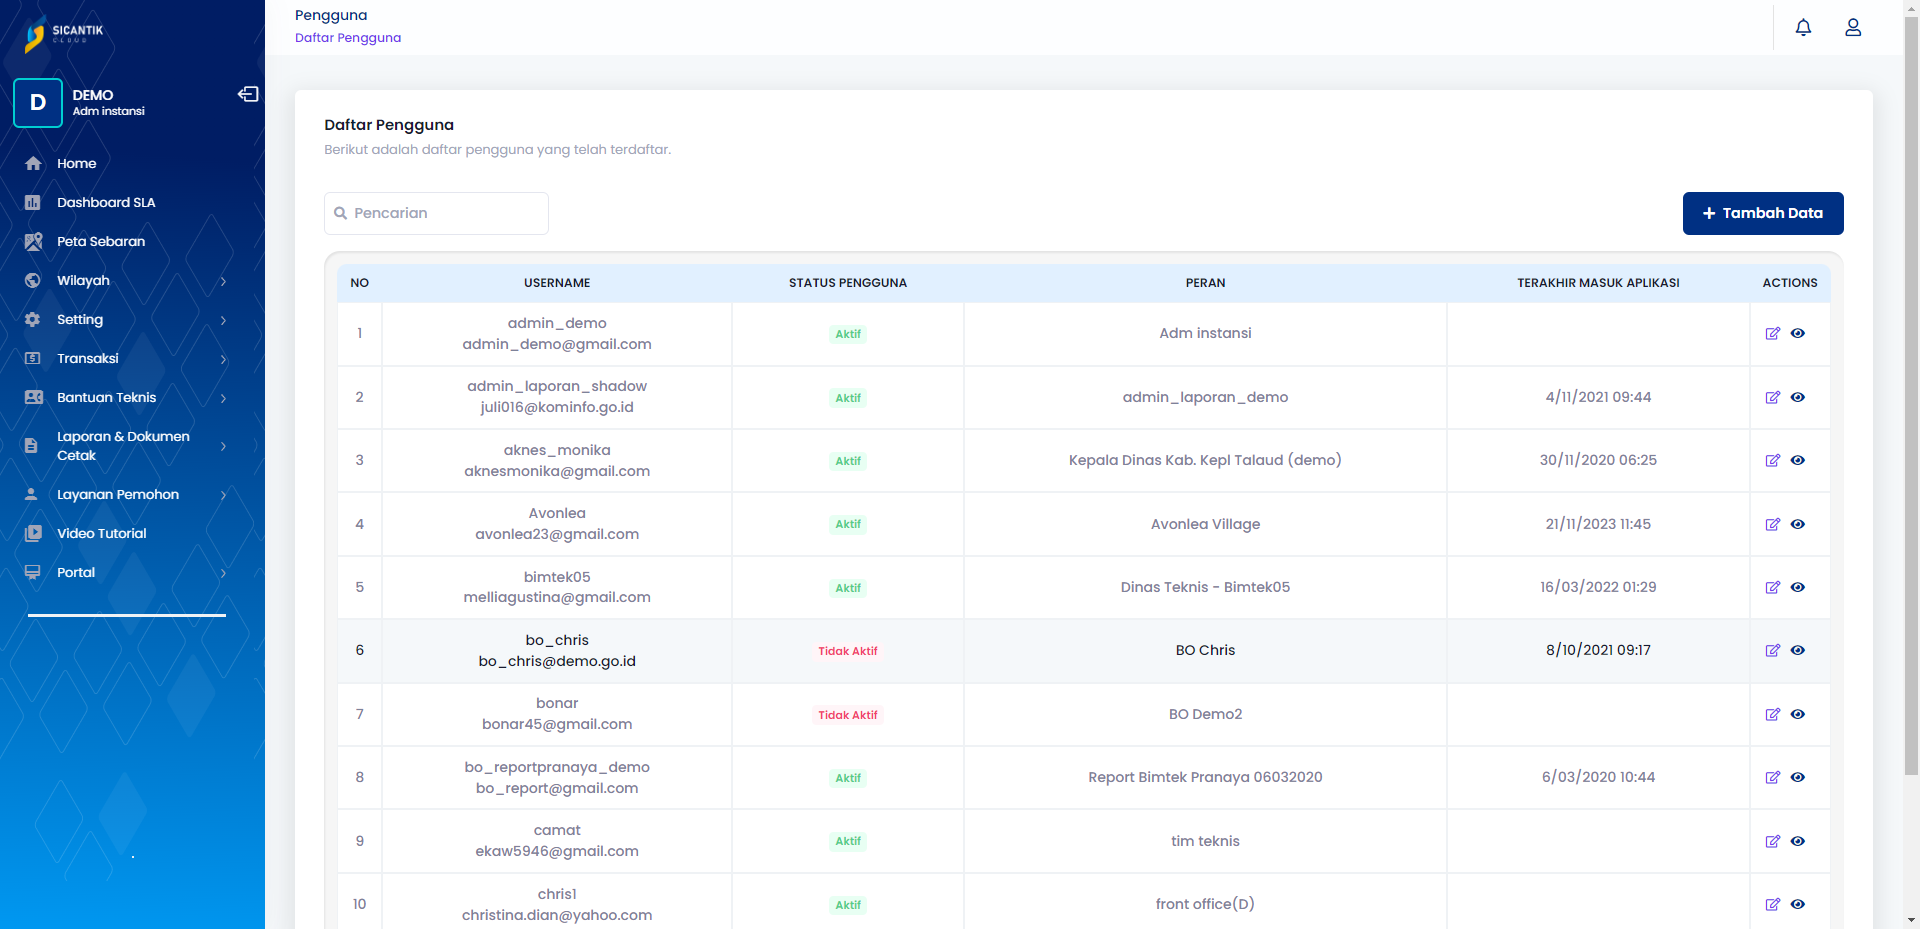 SICANTIK
CLOUD
D
DEMO
Adm instansi
Home
Dashboard SLA
Peta Sebaran
Wilayah
Setting
Transaksi
Bantuan Teknis
Laporan & Dokumen
Cetak
Layanan Pemohon
Video Tutorial
Portal
Pengguna
Daftar Pengguna
Daftar Pengguna
Berikut adalah daftar pengguna yang telah terdaftar.
Pencarian
+ Tambah Data
NO USERNAME STATUS PENGGUNA PERAN TERAKHIR MASUK APLIKASI ACTIONS
1 admin_demo Aktif Adm instansi
admin_demo@gmail.com
2 admin_laporan_shadow Aktif admin_laporan_demo 4/11/2021 09:44
juli016@kominfo.go.id
3 aknes_monika Aktif Kepala Dinas Kab. Kepl Talaud (demo) 30/11/2020 06:25
aknesmonika@gmail.com
4 Avonlea Aktif Avonlea Village 21/11/2023 11:45
avonlea23@gmail.com
5 bimtek05 Aktif Dinas Teknis - Bimtek05 16/03/2022 01:29
melliagustina@gmail.com
6 bo_chris Tidak Aktif BO Chris 8/10/2021 09:17
bo_chris@demo.go.id
7 bonar Tidak Aktif BO Demo2
bonar45@gmail.com
8 bo_reportpranaya_demo Aktif Report Bimtek Pranaya 06032020 6/03/2020 10:44
bo_report@gmail.com
9 camat Aktif tim teknis
ekaw5946@gmail.com
10 chris1 Aktif front office(D)
christina.dian@yahoo.com